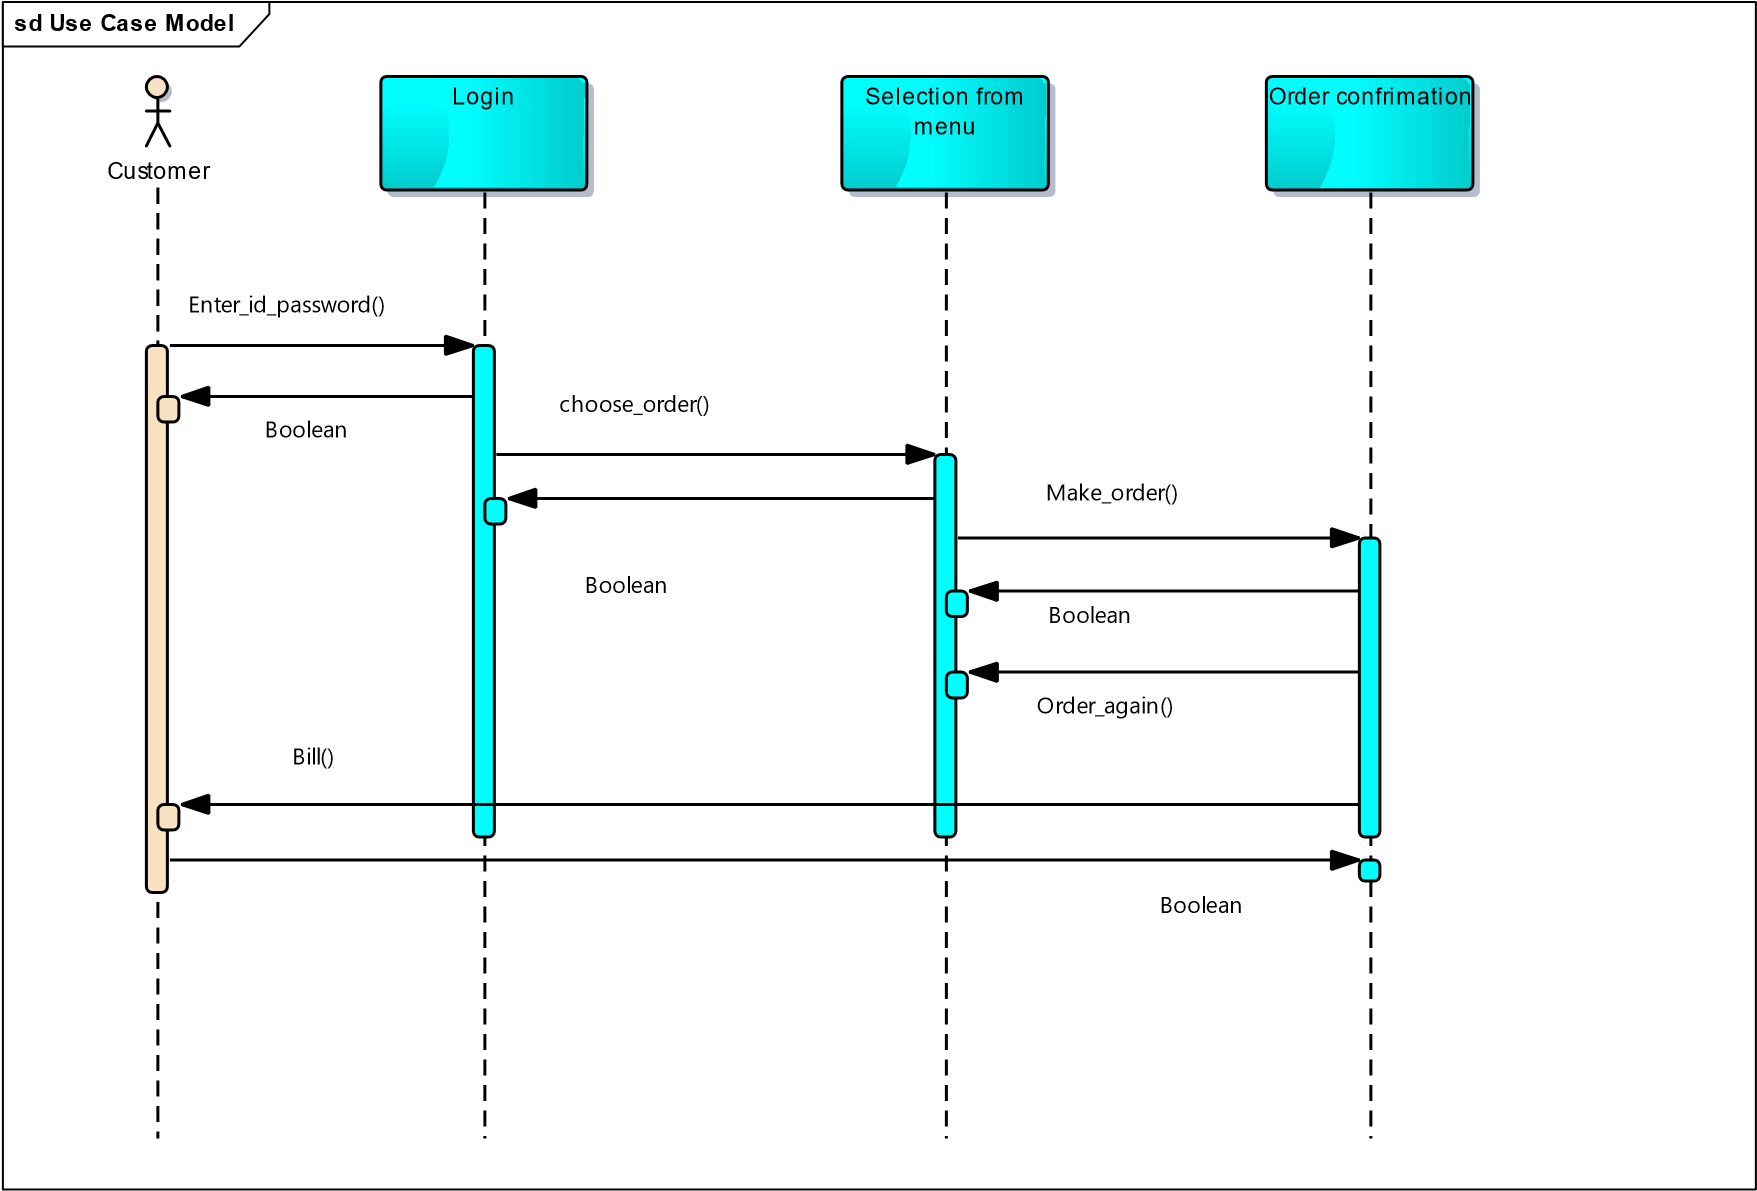 sd Use Case Model
Customer
Login
Selection from
menu
Order confrimation
Enter_id_password()
Boolean
choose_order()
Boolean
Make_order()
Boolean
Order_again()
Bill()
Boolean